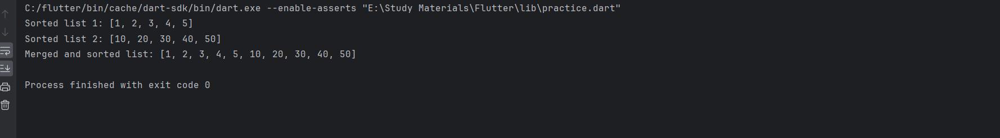 C:/flutter/bin/cache/dart-sdk/bin/dart.exe --enable-asserts "E:\Study Materials\Flutter\lib\practice.dart"
Sorted list 1: [1, 2, 3, 4, 5]
Sorted list 2: [10, 20, 30, 40, 50]
Merged and sorted list: [1, 2, 3, 4, 5, 10, 20, 30, 40, 50]
Process finished with exit code 0